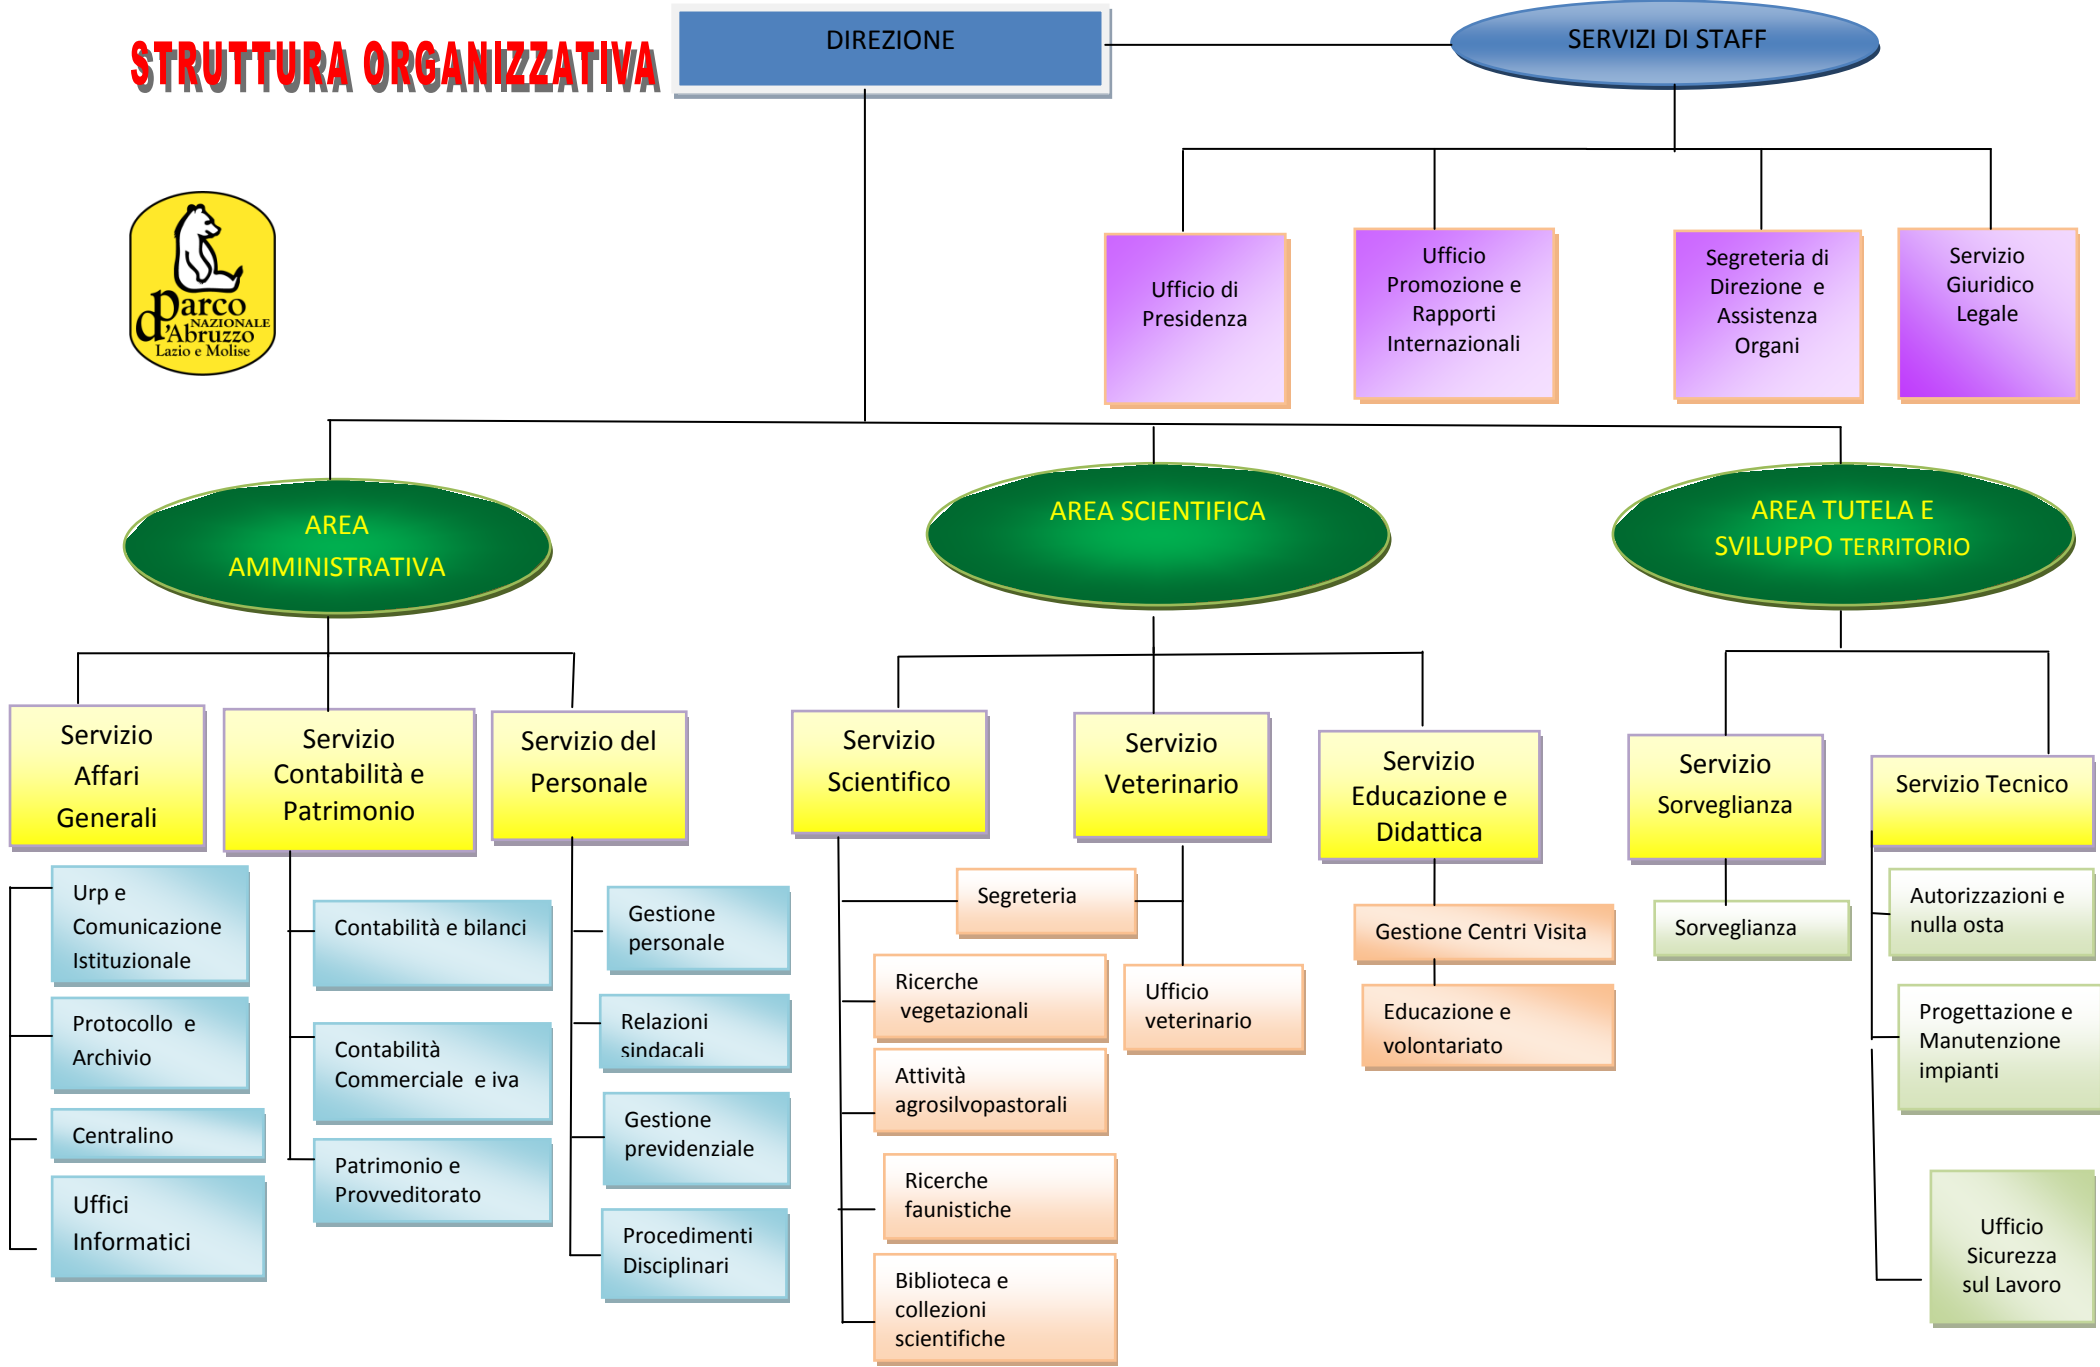 STRUTTURA ORGANIZZATIVA
DIREZIONE
SERVIZI DI STAFF
Parco
NAZIONALE
d'Abruzzo
Lazio e Molise
Ufficio di
Presidenza
Ufficio
Promozione e
Rapporti
Internazionali
Segreteria di
Direzione e
Assistenza
Organi
Servizio
Giuridico
Legale
AREA
AMMINISTRATIVA
AREA SCIENTIFICA
AREA TUTELA E
SVILUPPO TERRITORIO
Servizio
Affari
Generali
Servizio
Contabilità e
Patrimonio
Servizio del
Personale
Servizio
Scientifico
Servizio
Veterinario
Servizio
Educazione e
Didattica
Servizio
Sorveglianza
Servizio Tecnico
Urp e
Comunicazione
Istituzionale
Protocollo e
Archivio
Centralino
Uffici
Informatici
Contabilità e bilanci
Contabilità
Commerciale e iva
Patrimonio e
Provveditorato
Gestione
personale
Relazioni
sindacali
Gestione
previdenziale
Procedimenti
Disciplinari
Segreteria
Ricerche
vegetazionali
Attività
agrosilvopastorali
Ricerche
faunistiche
Biblioteca e
collezioni
scientifiche
Ufficio
veterinario
Gestione Centri Visita
Educazione e
volontariato
Sorveglianza
Autorizzazioni e
nulla osta
Progettazione e
Manutenzione
impianti
Ufficio
Sicurezza
sul Lavoro